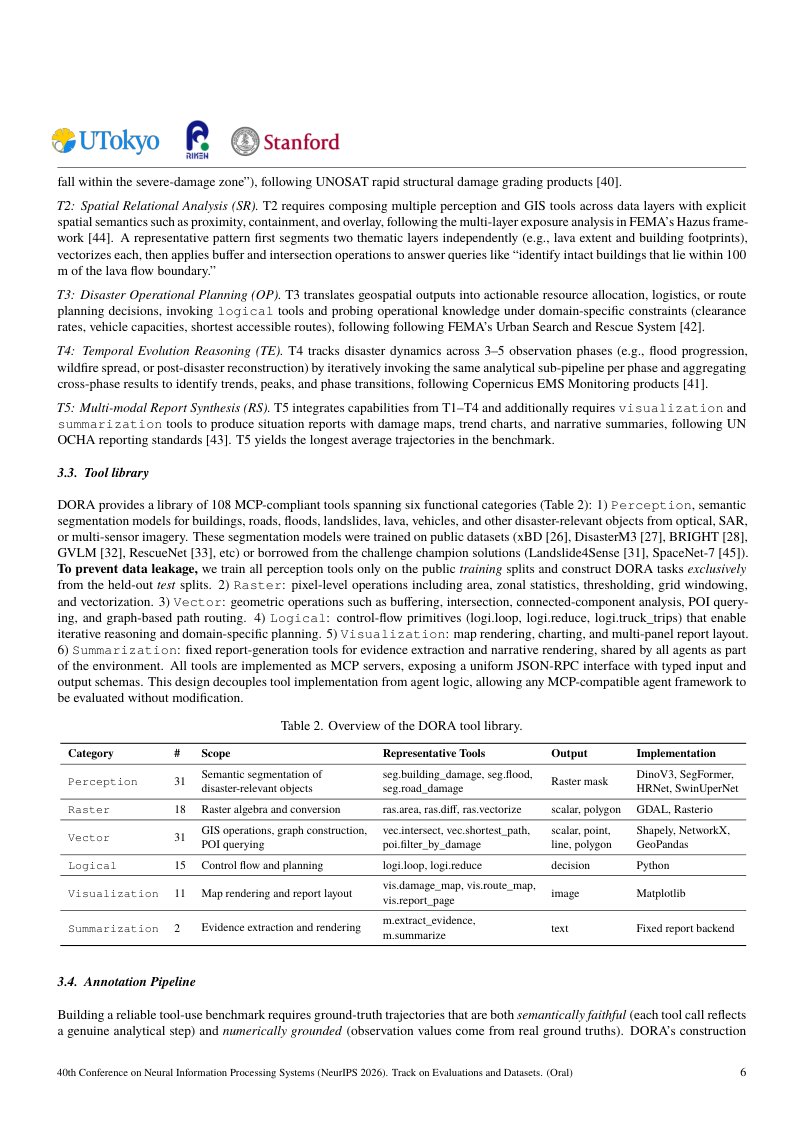 UTokyo RIKEN Stanford
fall within the severe-damage zone”), following UNOSAT rapid structural damage grading products [40].
T2: Spatial Relational Analysis (SR). T2 requires composing multiple perception and GIS tools across data layers with explicit
spatial semantics such as proximity, containment, and overlay, following the multi-layer exposure analysis in FEMA’s Hazus frame-
work [44]. A representative pattern first segments two thematic layers independently (e.g., lava extent and building footprints),
vectorizes each, then applies buffer and intersection operations to answer queries like “identify intact buildings that lie within 100
m of the lava flow boundary.”
T3: Disaster Operational Planning (OP). T3 translates geospatial outputs into actionable resource allocation, logistics, or route
planning decisions, invoking logical tools and probing operational knowledge under domain-specific constraints (clearance
rates, vehicle capacities, shortest accessible routes), following following FEMA’s Urban Search and Rescue System [42].
T4: Temporal Evolution Reasoning (TE). T4 tracks disaster dynamics across 3–5 observation phases (e.g., flood progression,
wildfire spread, or post-disaster reconstruction) by iteratively invoking the same analytical sub-pipeline per phase and aggregating
cross-phase results to identify trends, peaks, and phase transitions, following Copernicus EMS Monitoring products [41].
T5: Multi-modal Report Synthesis (RS). T5 integrates capabilities from T1–T4 and additionally requires visualization and
summarization tools to produce situation reports with damage maps, trend charts, and narrative summaries, following UN
OCHA reporting standards [43]. T5 yields the longest average trajectories in the benchmark.
3.3. Tool library
DORA provides a library of 108 MCP-compliant tools spanning six functional categories (Table 2): 1) Perception, semantic
segmentation models for buildings, roads, floods, landslides, lava, vehicles, and other disaster-relevant objects from optical, SAR,
or multi-sensor imagery. These segmentation models were trained on public datasets (xBD [26], DisasterM3 [27], BRIGHT [28],
GVLM [32], RescueNet [33], etc) or borrowed from the challenge champion solutions (Landslide4Sense [31], SpaceNet-7 [45]).
To prevent data leakage, we train all perception tools only on the public training splits and construct DORA tasks exclusively
from the held-out test splits. 2) Raster: pixel-level operations including area, zonal statistics, thresholding, grid windowing,
and vectorization. 3) Vector: geometric operations such as buffering, intersection, connected-component analysis, POI query-
ing, and graph-based path routing. 4) Logical: control-flow primitives (logi.loop, logi.reduce, logi.truck_trips) that enable
iterative reasoning and domain-specific planning. 5) Visualization: map rendering, charting, and multi-panel report layout.
6) Summarization: fixed report-generation tools for evidence extraction and narrative rendering, shared by all agents as part
of the environment. All tools are implemented as MCP servers, exposing a uniform JSON-RPC interface with typed input and
output schemas. This design decouples tool implementation from agent logic, allowing any MCP-compatible agent framework to
be evaluated without modification.
Table 2. Overview of the DORA tool library.
Category # Scope Representative Tools Output Implementation
Perception 31 Semantic segmentation of disaster-relevant objects seg.building_damage, seg.flood, seg.road_damage Raster mask DinoV3, SegFormer, HRNet, SwinUperNet
Raster 18 Raster algebra and conversion ras.area, ras.diff, ras.vectorize scalar, polygon GDAL, Rasterio
Vector 31 GIS operations, graph construction, POI querying vec.intersect, vec.shortest_path, poi.filter_by_damage scalar, point, line, polygon Shapely, NetworkX, GeoPandas
Logical 15 Control flow and planning logi.loop, logi.reduce decision Python
Visualization 11 Map rendering and report layout vis.damage_map, vis.route_map, vis.report_page image Matplotlib
Summarization 2 Evidence extraction and rendering m.extract_evidence, m.summarize text Fixed report backend
3.4. Annotation Pipeline
Building a reliable tool-use benchmark requires ground-truth trajectories that are both semantically faithful (each tool call reflects
a genuine analytical step) and numerically grounded (observation values come from real ground truths). DORA’s construction
40th Conference on Neural Information Processing Systems (NeurIPS 2026). Track on Evaluations and Datasets. (Oral) 6